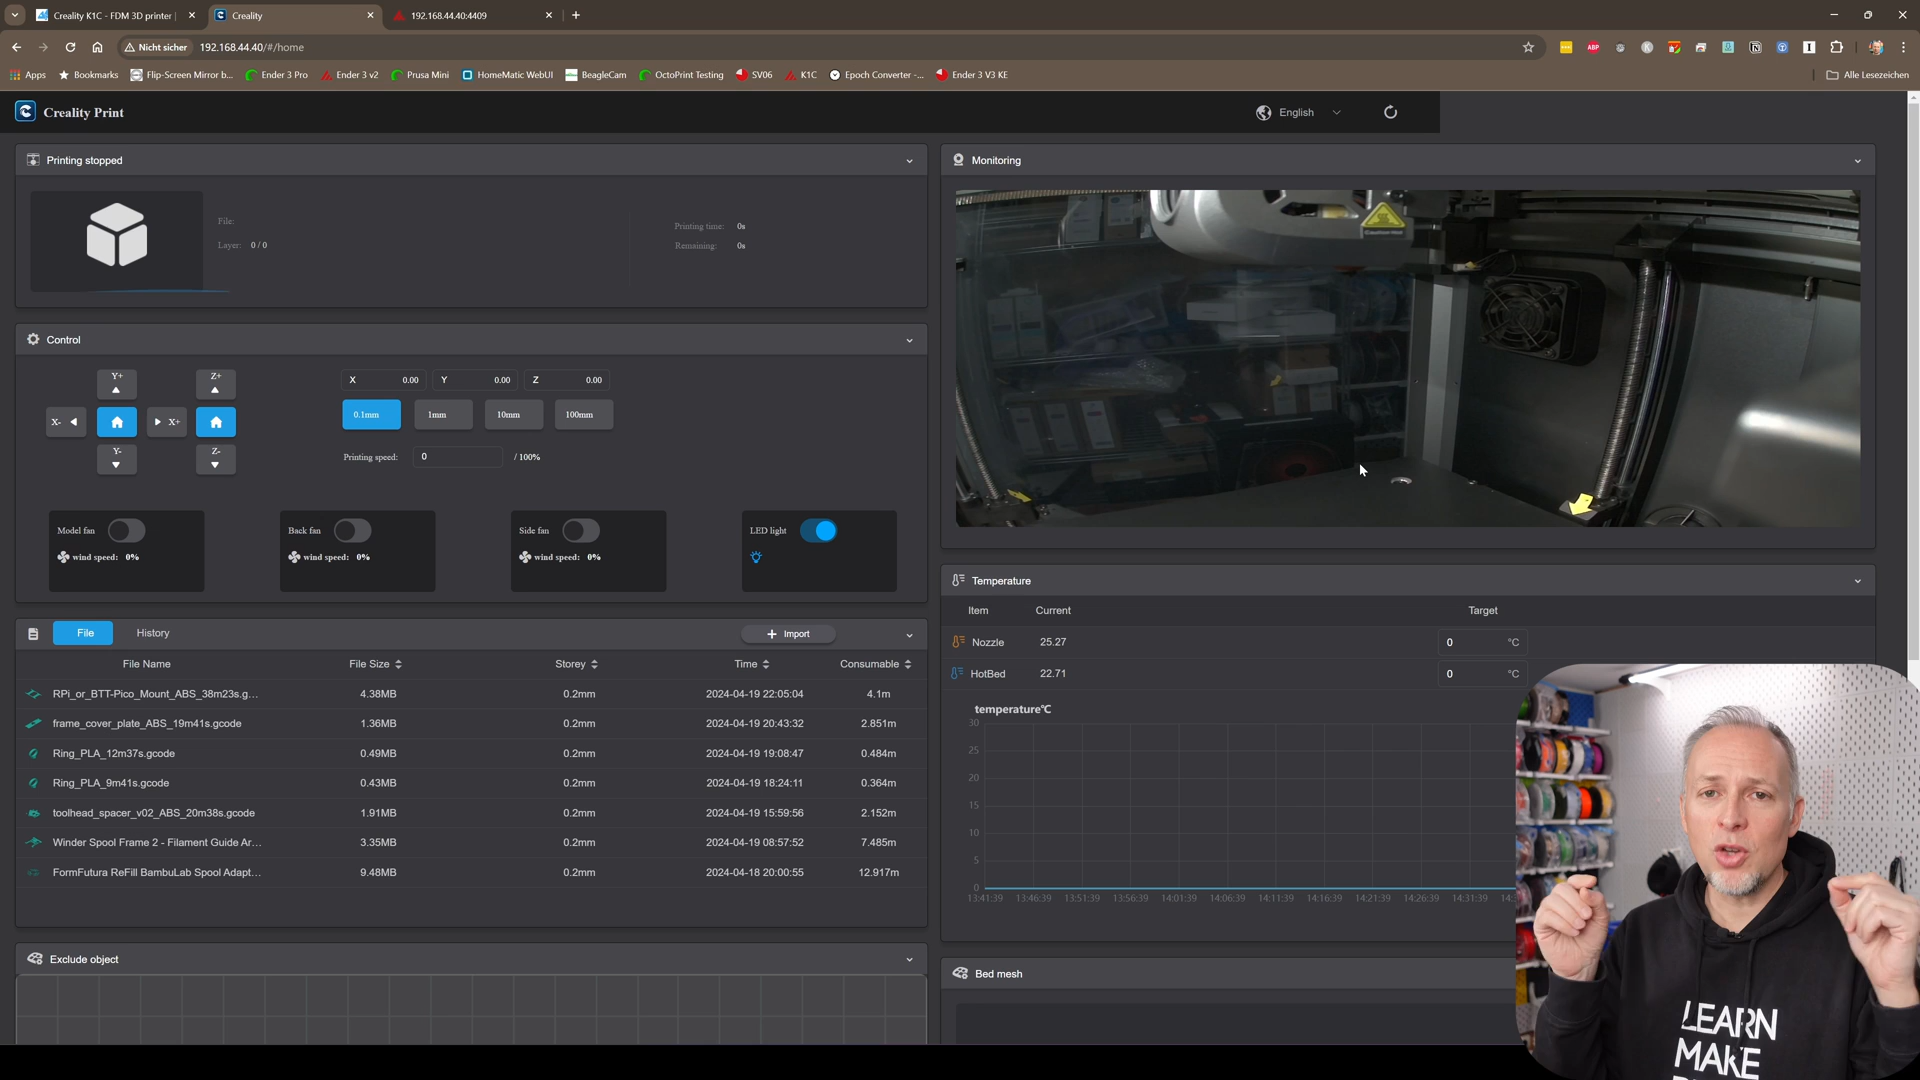 Creality K1C - FDM 3D printer |
Creality
192.168.44.40:4409
Nicht sicher
192.168.44.40/#/home
Apps
Bookmarks
Flip-Screen Mirror b...
Ender 3 Pro
Ender 3 v2
Prusa Mini
HomeMatic WebUI
BeagleCam
OctoPrint Testing
SV06
K1C
Epoch Converter -...
Ender 3 V3 KE
Alle Lesezeichen
Creality Print
English
Printing stopped
File:
Layer: 0 / 0
Printing time: 0s
Remaining: 0s
Control
Y+
Z+
X-
X+
Y-
Z-
X 0.00
Y 0.00
Z 0.00
0.1mm
1mm
10mm
100mm
Printing speed: 0 / 100%
Model fan
wind speed: 0%
Back fan
wind speed: 0%
Side fan
wind speed: 0%
LED light
File
History
+ Import
File Name File Size Storey Time Consumable
RPi_or_BTT-Pico_Mount_ABS_38m23s.g... 4.38MB 0.2mm 2024-04-19 22:05:04 4.1m
frame_cover_plate_ABS_19m41s.gcode 1.36MB 0.2mm 2024-04-19 20:43:32 2.851m
Ring_PLA_12m37s.gcode 0.49MB 0.2mm 2024-04-19 19:08:47 0.484m
Ring_PLA_9m41s.gcode 0.43MB 0.2mm 2024-04-19 18:24:11 0.364m
toolhead_spacer_v02_ABS_20m38s.gcode 1.91MB 0.2mm 2024-04-19 15:59:56 2.152m
Winder Spool Frame 2 - Filament Guide Ar... 3.35MB 0.2mm 2024-04-19 08:57:52 7.485m
FormFutura ReFill BambuLab Spool Adapt... 9.48MB 0.2mm 2024-04-18 20:00:55 12.917m
Exclude object
Monitoring
Temperature
Item Current Target
Nozzle 25.27 0 °C
HotBed 22.71 0 °C
temperature℃
30
25
20
15
10
5
0
13:41:39 13:46:39 13:51:39 13:56:39 14:01:39 14:06:39 14:11:39 14:16:39 14:21:39 14:26:39 14:31:39
Bed mesh
LEARN
MAKE